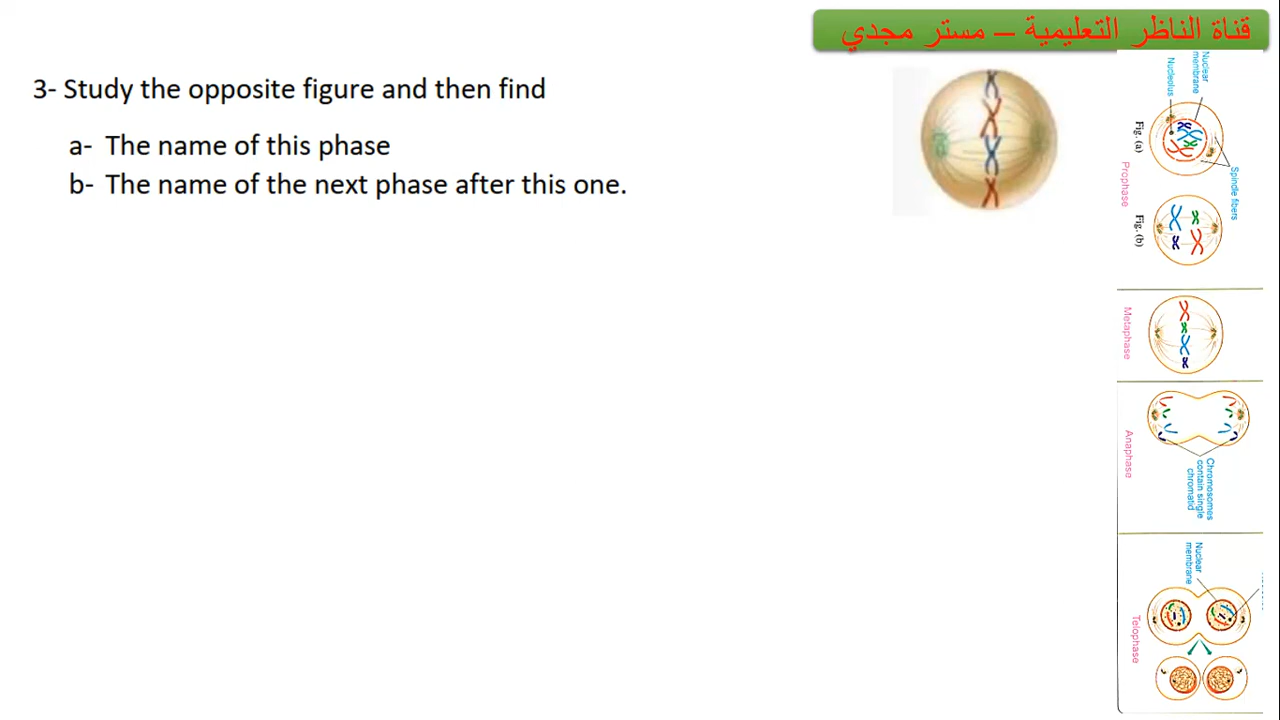 قناة الناظر التعليمية – مستر مجدي
3- Study the opposite figure and then find
a- The name of this phase
b- The name of the next phase after this one.
Nuclear
membrane
Nucleolus
Fig. (a)
Spindle fibers
Prophase
Fig. (b)
Metaphase
Anaphase
Chromosomes
contain single
chromatid
Nuclear
membrane
Telophase